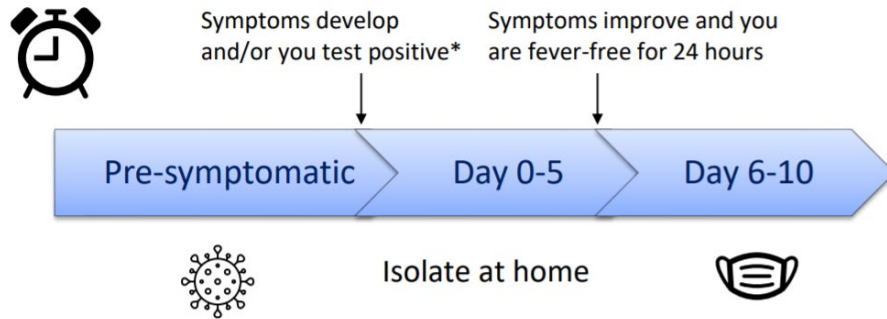 Symptoms develop
and/or you test positive*
Symptoms improve and you
are fever-free for 24 hours
Pre-symptomatic
Day 0-5
Day 6-10
Isolate at home